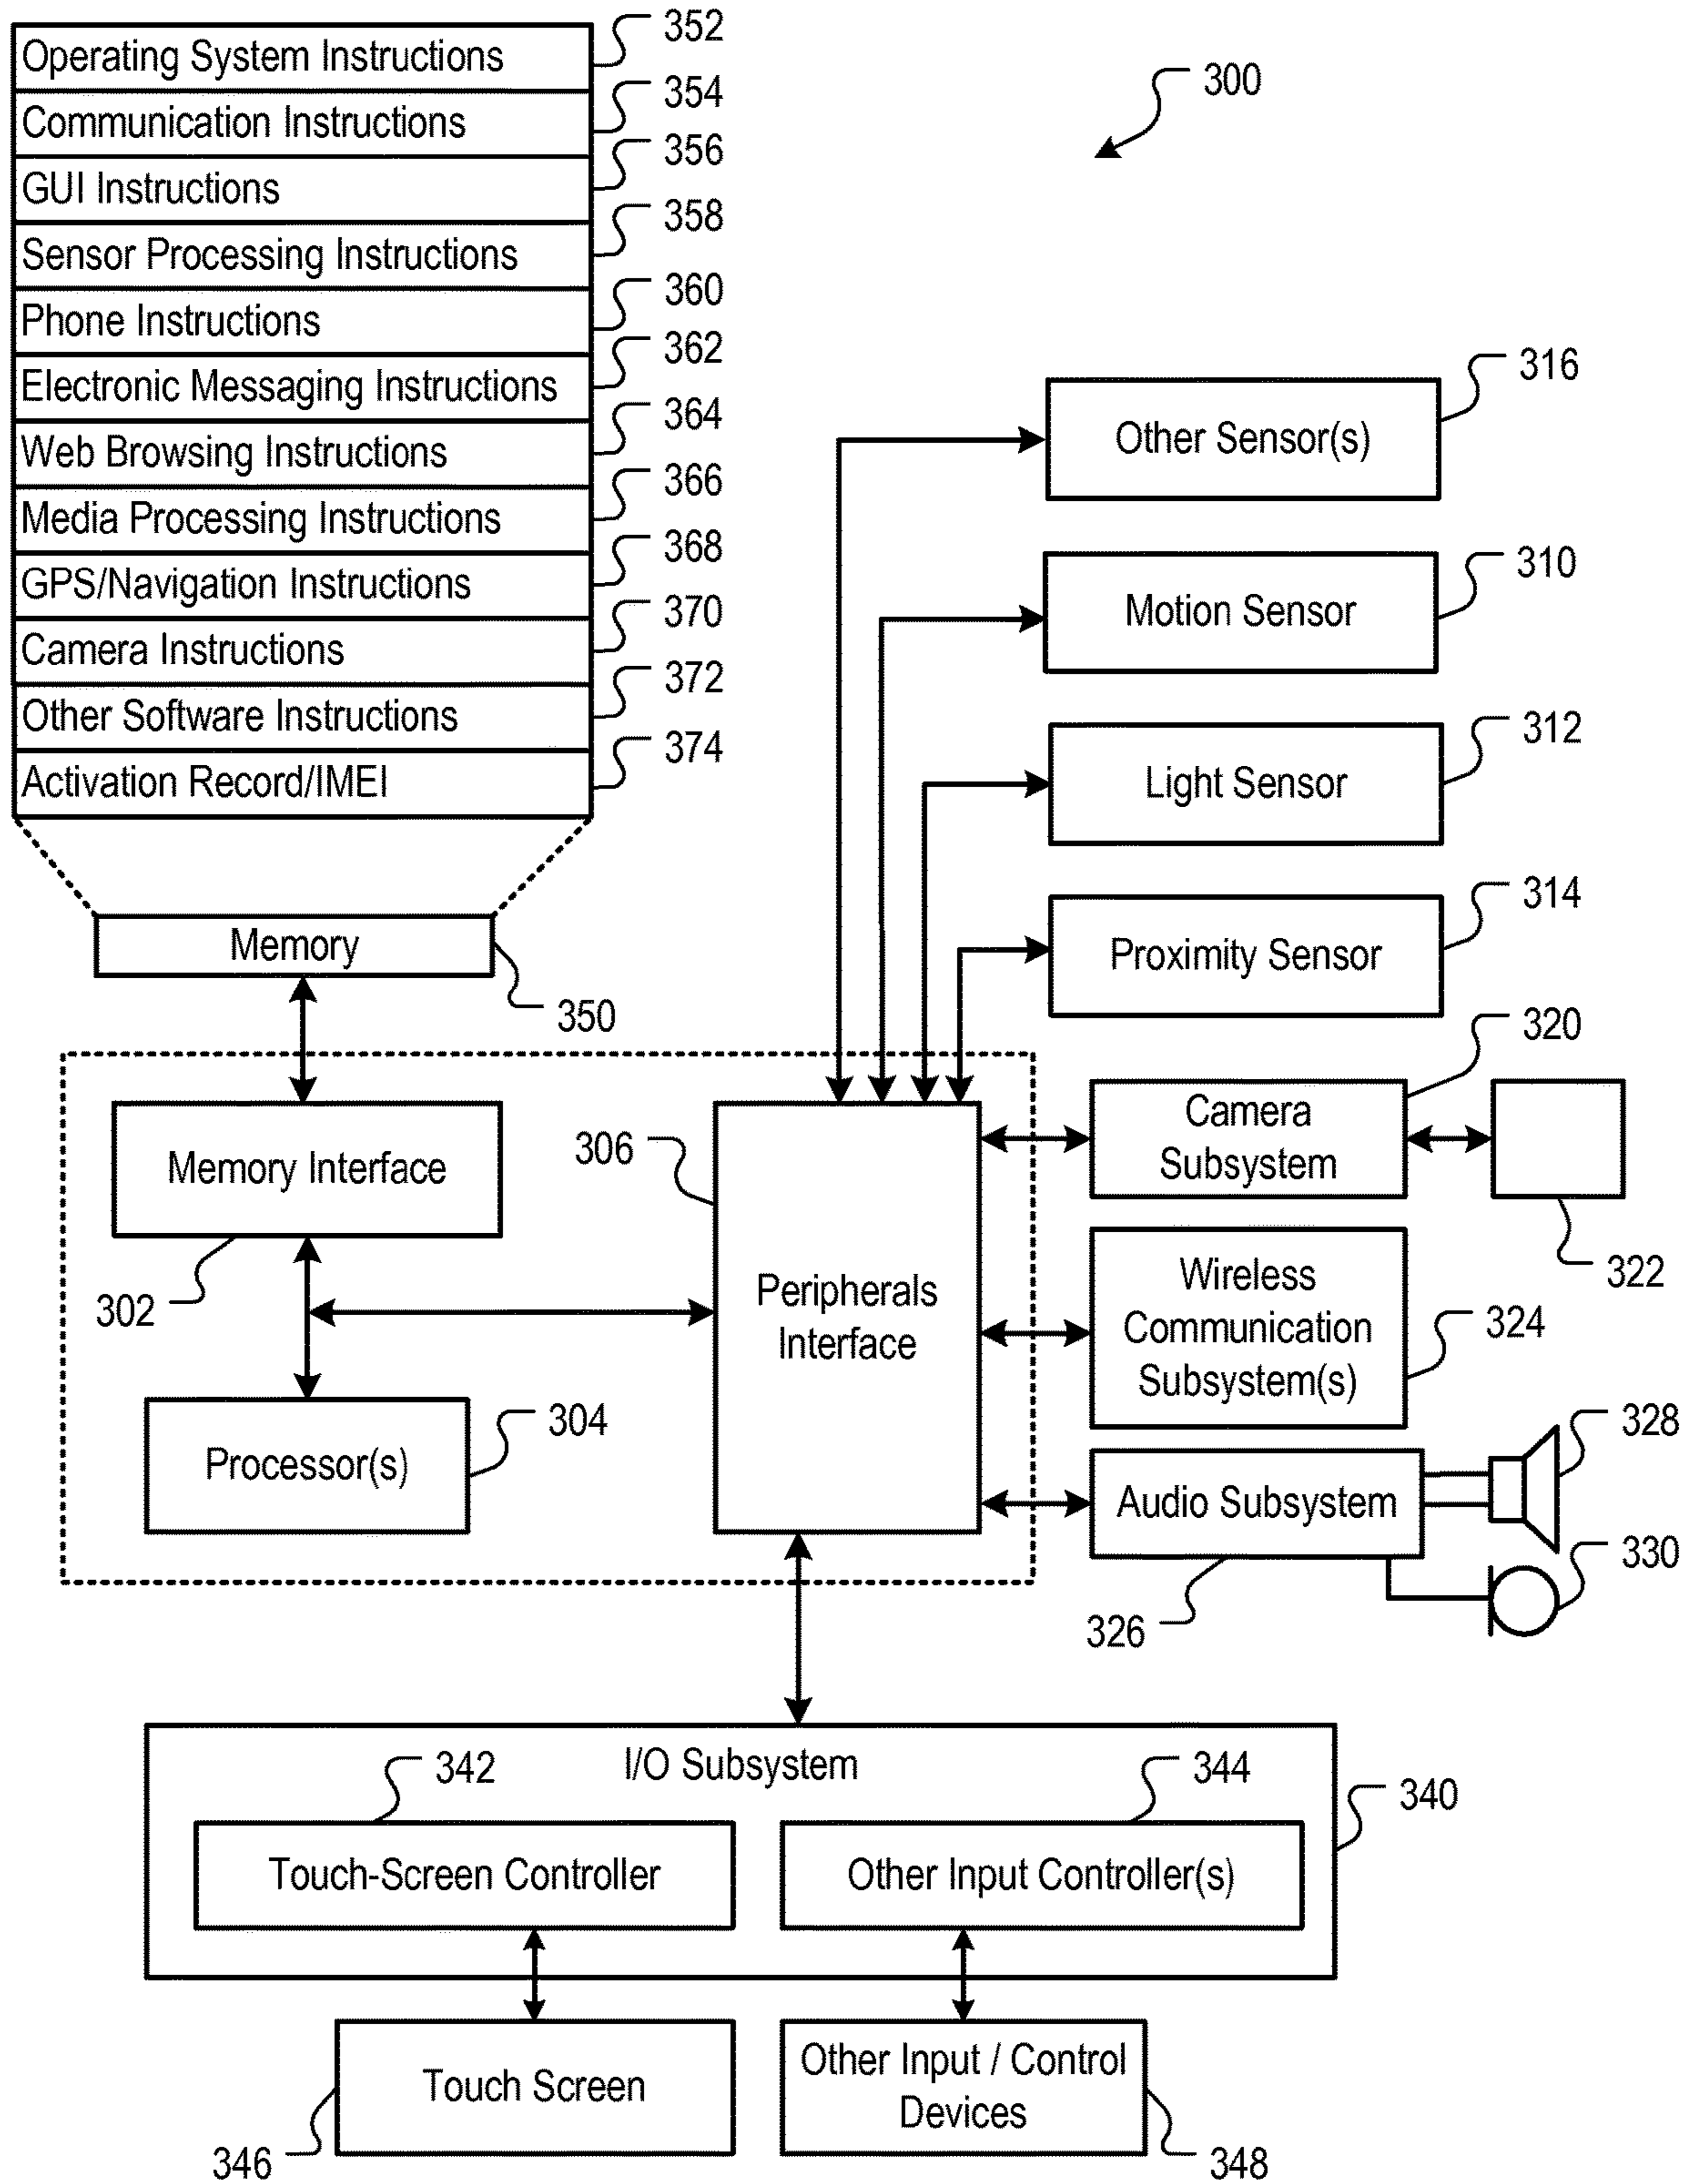 352
Operating System Instructions
354
Communication Instructions
356
GUI Instructions
358
Sensor Processing Instructions
360
Phone Instructions
362
Electronic Messaging Instructions
364
Web Browsing Instructions
366
Media Processing Instructions
368
GPS/Navigation Instructions
370
Camera Instructions
372
Other Software Instructions
374
Activation Record/IMEI
300
316
Other Sensor(s)
310
Motion Sensor
312
Light Sensor
314
Proximity Sensor
Memory
350
320
Camera
Subsystem
322
Memory Interface
302
306
Peripherals
Interface
Wireless
Communication
Subsystem(s)
324
Processor(s)
304
328
Audio Subsystem
330
326
I/O Subsystem
342
344
340
Touch-Screen Controller
Other Input Controller(s)
Touch Screen
346
Other Input / Control
Devices
348